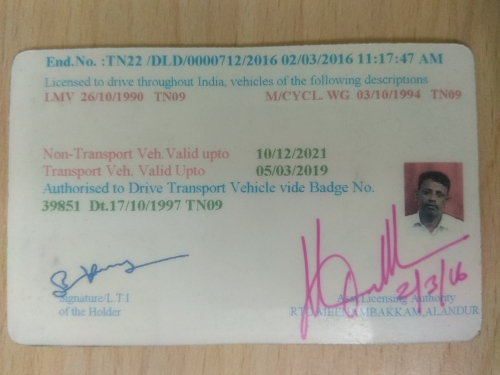 End.No. :TN22 /DLD/0000712/2016 02/03/2016 11:17:47 AM
Licensed to drive throughout India, vehicles of the following descriptions
LMV 26/10/1990 TN09 M/CYCL. WG 03/10/1994 TN09
Non-Transport Veh.Valid upto 10/12/2021
Transport Veh. Valid Upto 05/03/2019
Authorised to Drive Transport Vehicle vide Badge No.
39851 Dt.17/10/1997 TN09
2/3/16
Signature/L.T.I Licensing Authority
of the Holder RTO MEENAMBAKKAM,ALANDUR